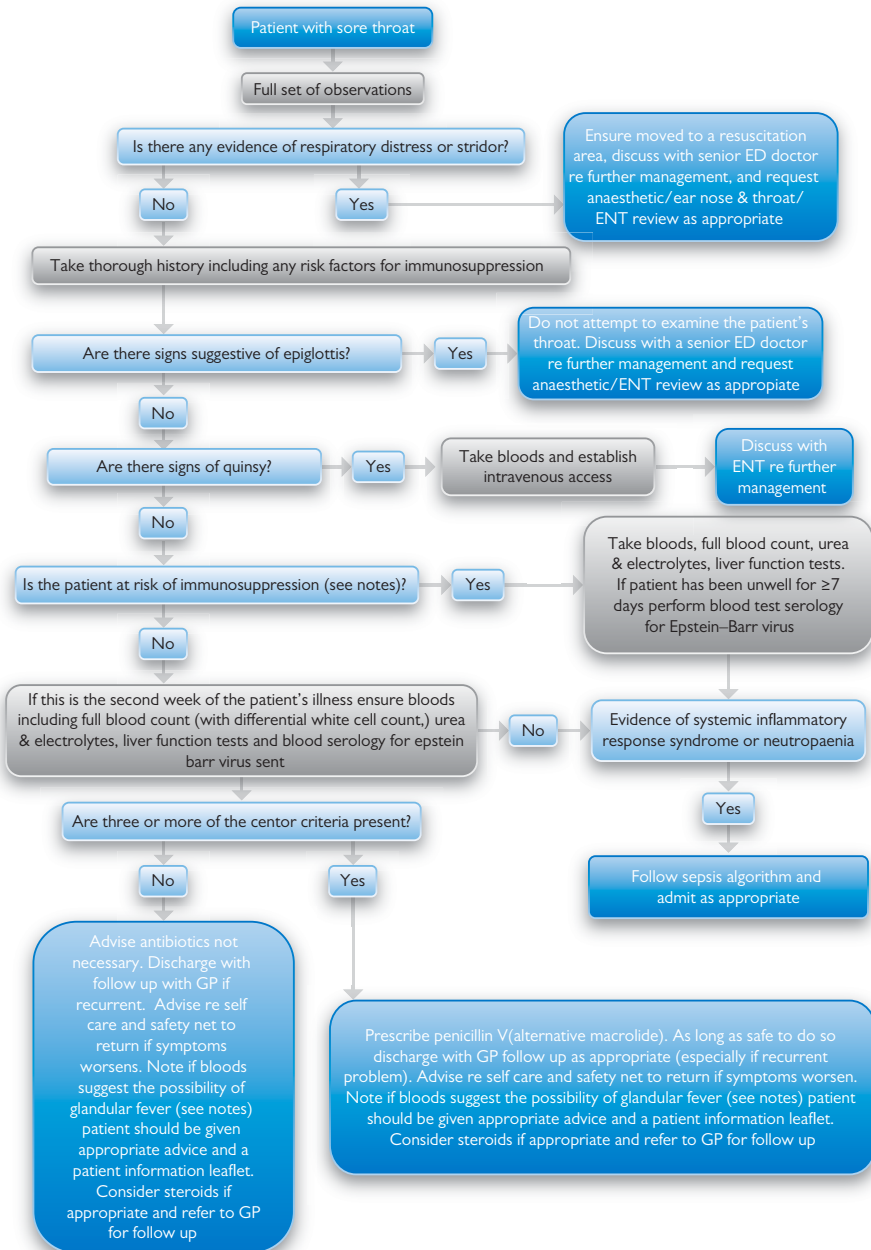 Patient with sore throat
Full set of observations
Is there any evidence of respiratory distress or stridor?
No
Yes
Ensure moved to a resuscitation
area, discuss with senior ED doctor
re further management, and request
anaesthetic/ear nose & throat/
ENT review as appropriate
Take thorough history including any risk factors for immunosuppression
Are there signs suggestive of epiglottis?
Yes
Do not attempt to examine the patient's
throat. Discuss with a senior ED doctor
re further management and request
anaesthetic/ENT review as appropiate
No
Are there signs of quinsy?
Yes
Take bloods and establish
intravenous access
Discuss with
ENT re further
management
No
Is the patient at risk of immunosuppression (see notes)?
Yes
Take bloods, full blood count, urea
& electrolytes, liver function tests.
If patient has been unwell for ≥7
days perform blood test serology
for Epstein–Barr virus
No
If this is the second week of the patient's illness ensure bloods
including full blood count (with differential white cell count,) urea
& electrolytes, liver function tests and blood serology for epstein
barr virus sent
No
Evidence of systemic inflammatory
response syndrome or neutropaenia
Yes
Follow sepsis algorithm and
admit as appropriate
Are three or more of the centor criteria present?
No
Yes
Advise antibiotics not
necessary. Discharge with
follow up with GP if
recurrent. Advise re self
care and safety net to
return if symptoms
worsens. Note if bloods
suggest the possibility of
glandular fever (see notes)
patient should be given
appropriate advice and a
patient information leaflet.
Consider steroids if
appropriate and refer to GP
for follow up
Prescribe penicillin V(alternative macrolide). As long as safe to do so
discharge with GP follow up as appropriate (especially if recurrent
problem). Advise re self care and safety net to return if symptoms worsen.
Note if bloods suggest the possibility of glandular fever (see notes) patient
should be given appropriate advice and a patient information leaflet.
Consider steroids if appropriate and refer to GP for follow up